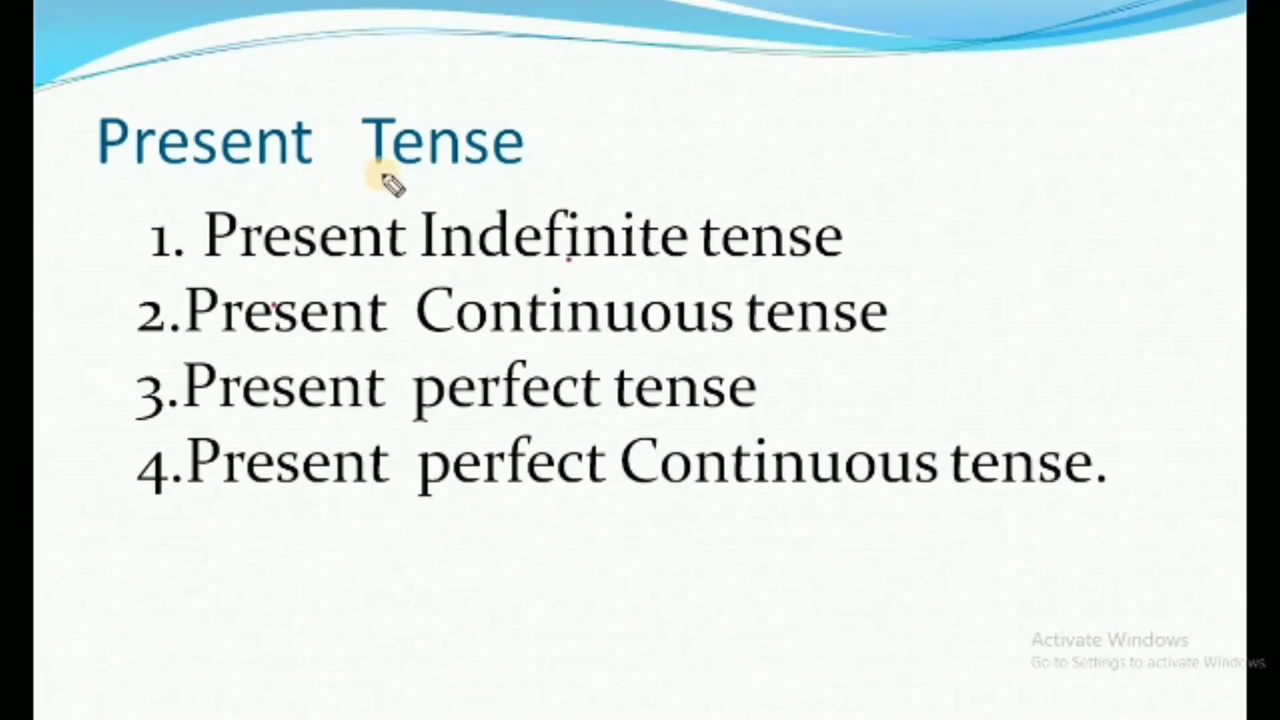 Present Tense
1. Present Indefinite tense
2.Present Continuous tense
3.Present perfect tense
4.Present perfect Continuous tense.
Activate Windows
Go to Settings to activate Windows.